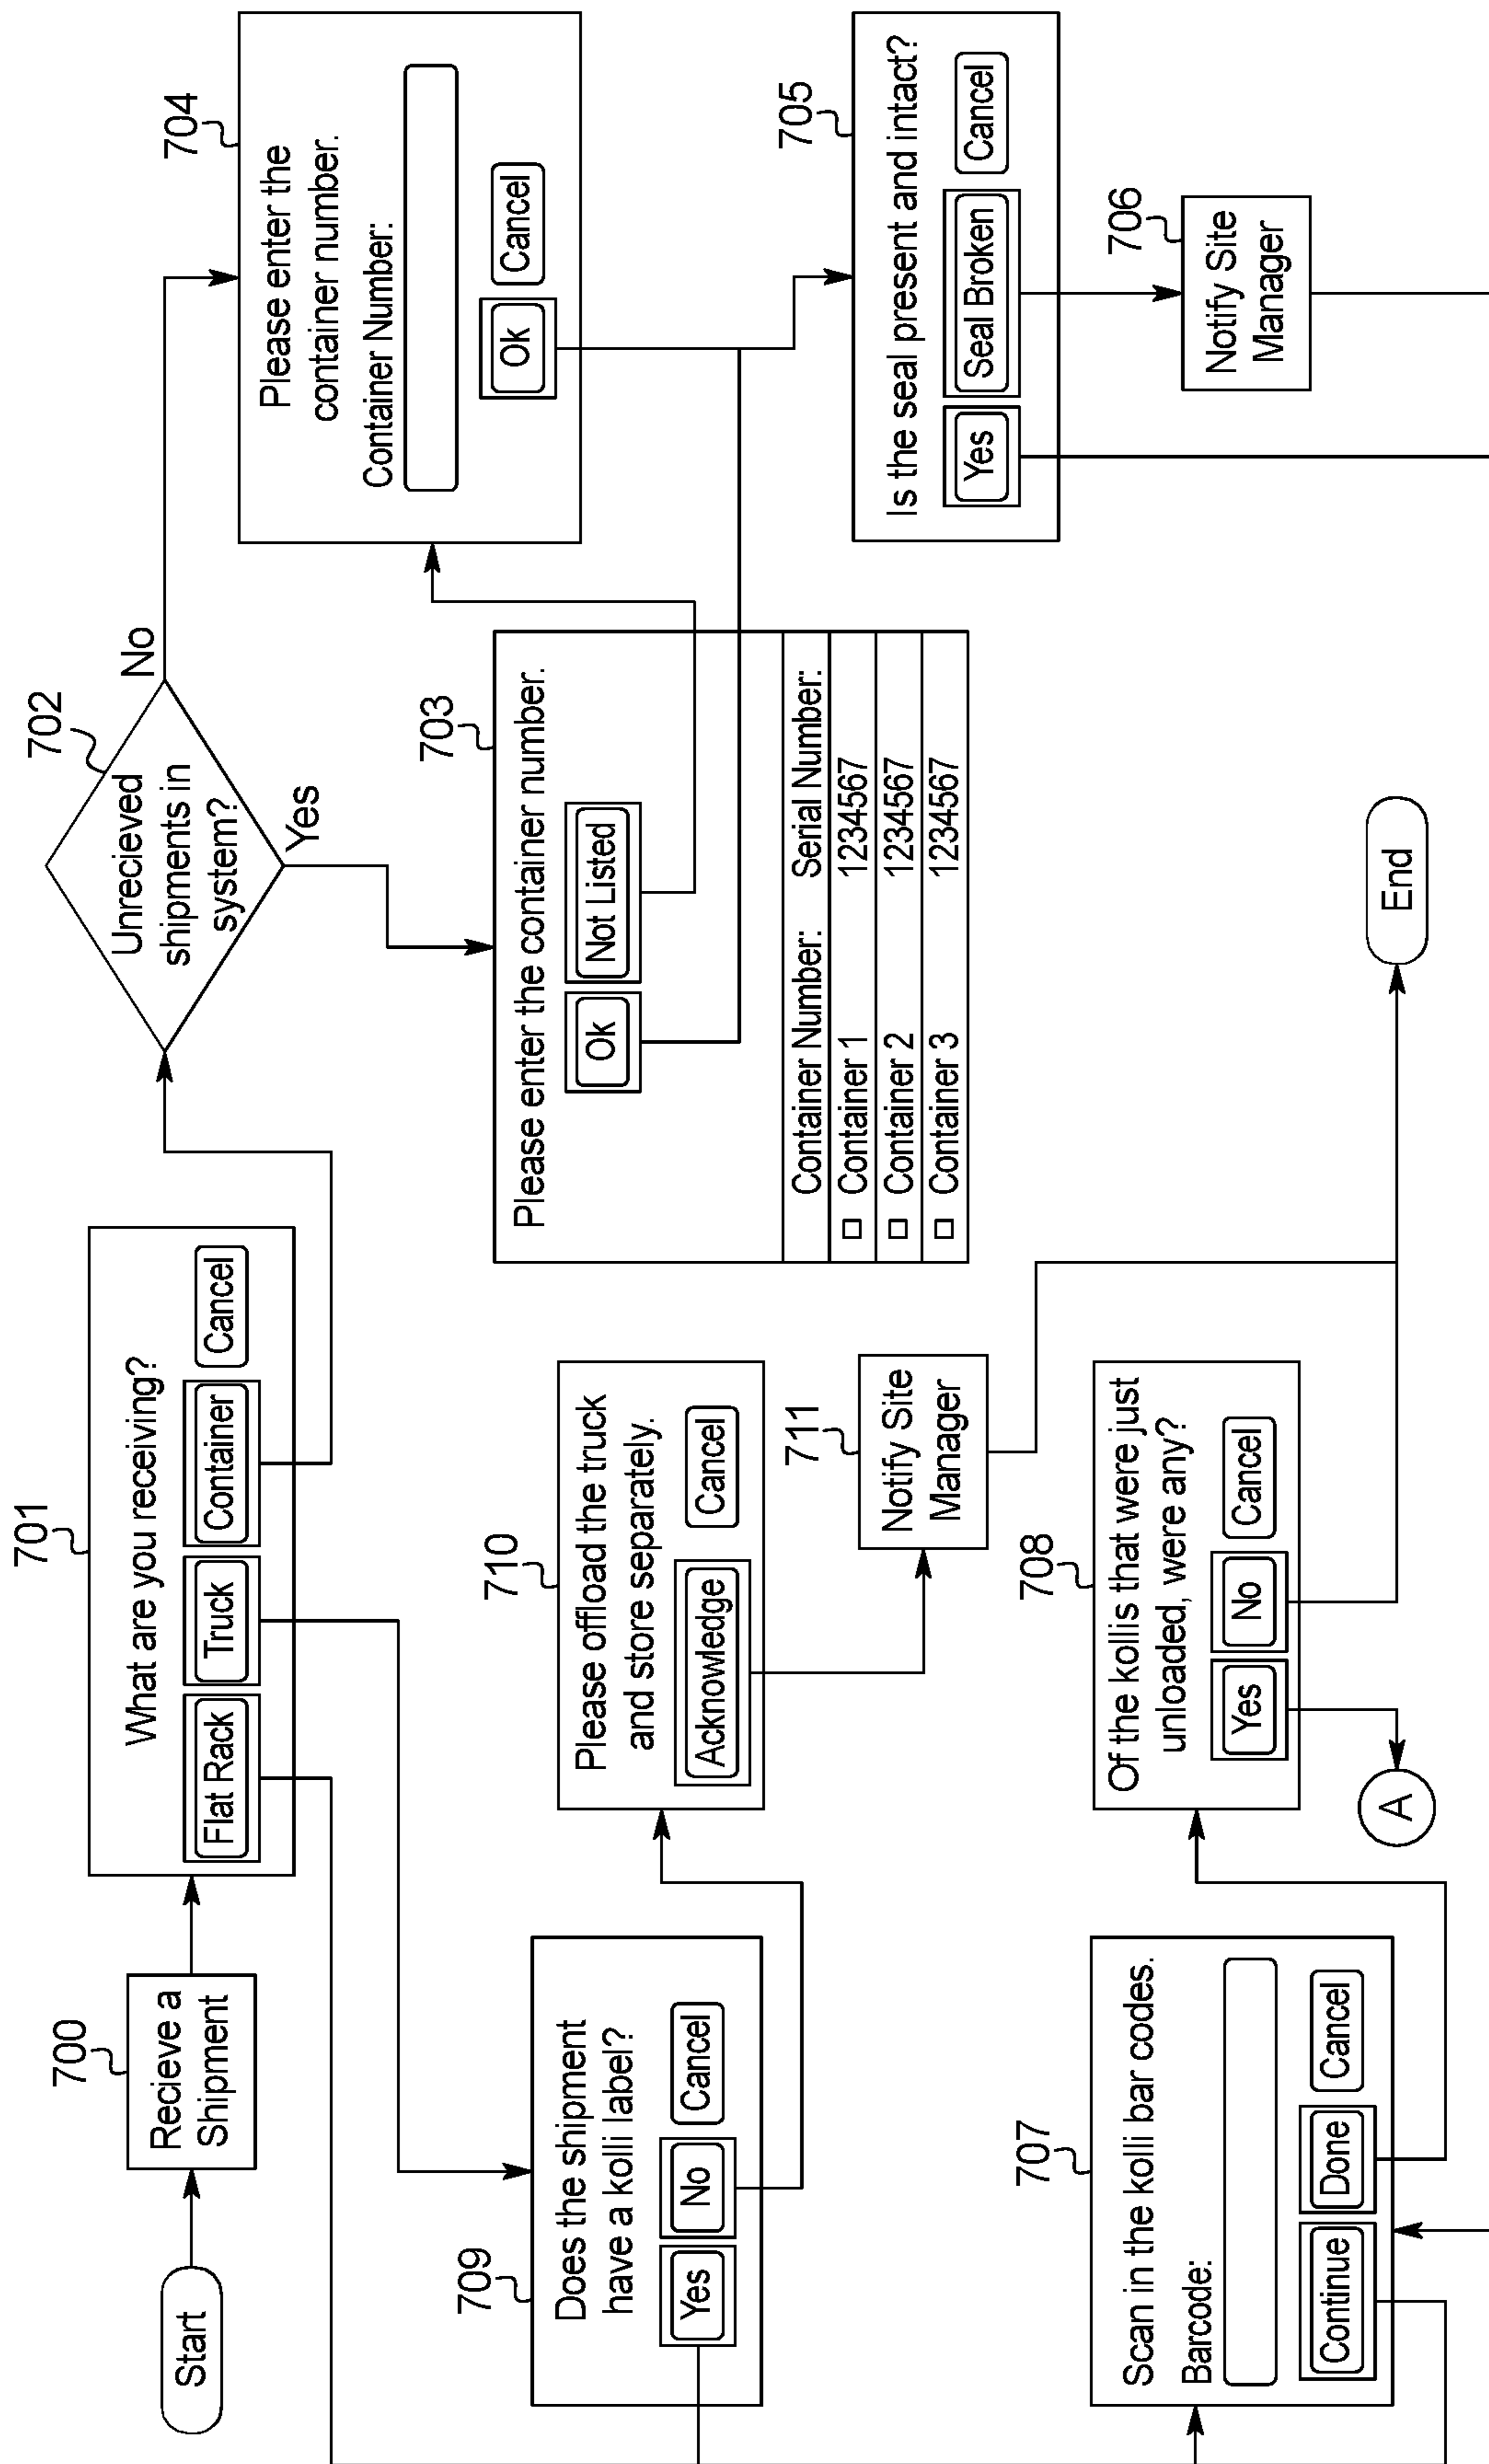 Start
700
Recieve a
Shipment
701
What are you receiving?
Flat Rack
Truck
Container
Cancel
702
Unrecieved
shipments in
system?
No
Yes
703
Please enter the container number.
Ok
Not Listed
Container Number: Serial Number:
Container 1 1234567
Container 2 1234567
Container 3 1234567
704
Please enter the
container number.
Container Number:
Ok
Cancel
705
Is the seal present and intact?
Yes
Seal Broken
Cancel
706
Notify Site
Manager
709
Does the shipment
have a kolli label?
Yes
No
Cancel
710
Please offload the truck
and store separately.
Acknowledge
Cancel
711
Notify Site
Manager
707
Scan in the kolli bar codes.
Barcode:
Continue
Done
Cancel
708
Of the kollis that were just
unloaded, were any?
Yes
No
Cancel
A
End